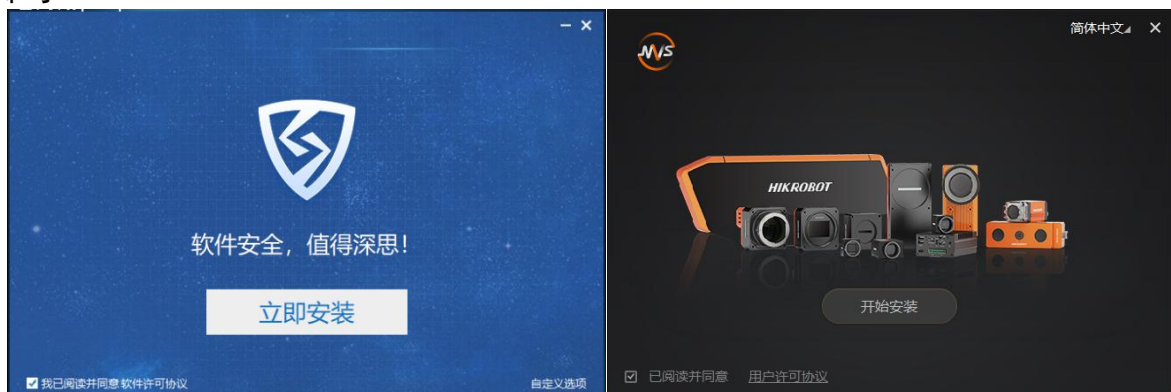 软件安全，值得深思！
立即安装
我已阅读并同意 软件许可协议
自定义选项
简体中文
MVS
HIKROBOT
开始安装
已阅读并同意 用户许可协议